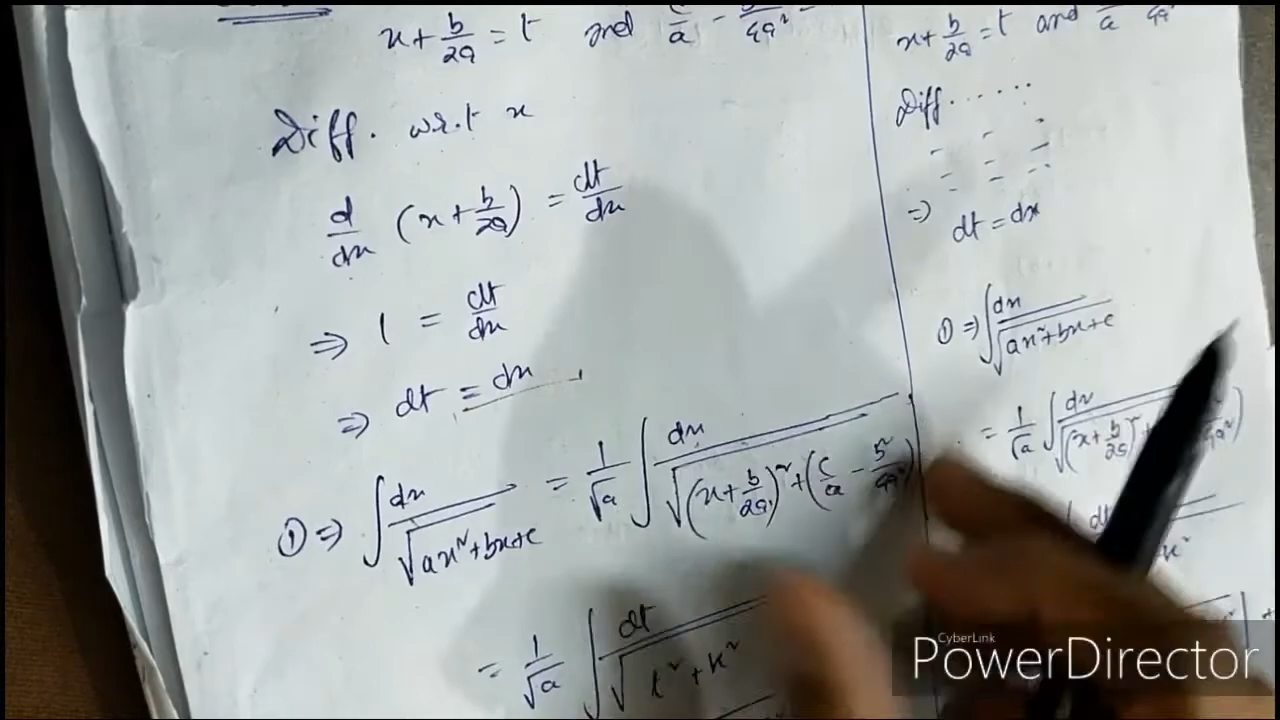 x + b/2a = t and c/a - b²/4a² =
Diff. w.r.t x
d/dx (x + b/2a) = dt/dx
⇒ 1 = dt/dx
⇒ dt = dx
① ⇒ ∫ dx/√(ax²+bx+c) = 1/√a ∫ dx/√((x + b/2a)² + (c/a - b²/4a²))
= 1/√a ∫ dt/√(t² + k²)
x + b/2a = t and
Diff. . . . . .
⇒ dt = dx
① ⇒ ∫ dx/√(ax²+bx+c)
= 1/√a ∫ dx/√((x + b/2a)²
CyberLink
PowerDirector